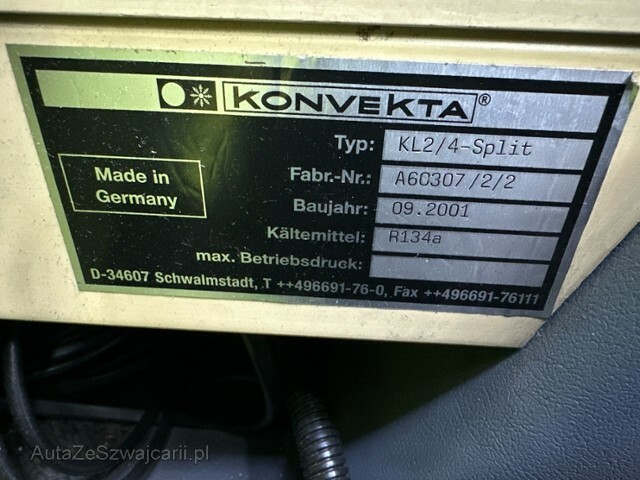 KONVEKTA®
Made in
Germany
Typ: KL2/4-Split
Fabr.-Nr.: A60307/2/2
Baujahr: 09.2001
Kältemittel: R134a
max. Betriebsdruck:
D-34607 Schwalmstadt, T ++496691-76-0, Fax ++496691-76111
AutaZeSzwajcarii.pl